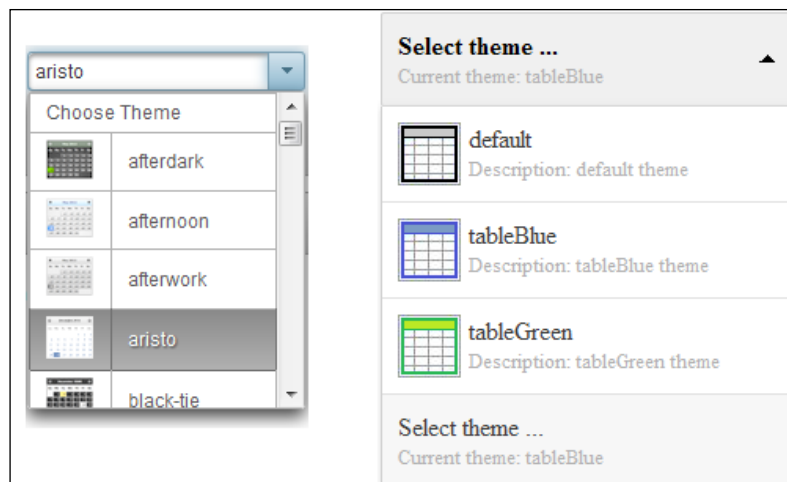 aristo
Choose Theme
afterdark
afternoon
afterwork
aristo
black-tie
Select theme ...
Current theme: tableBlue
default
Description: default theme
tableBlue
Description: tableBlue theme
tableGreen
Description: tableGreen theme
Select theme ...
Current theme: tableBlue